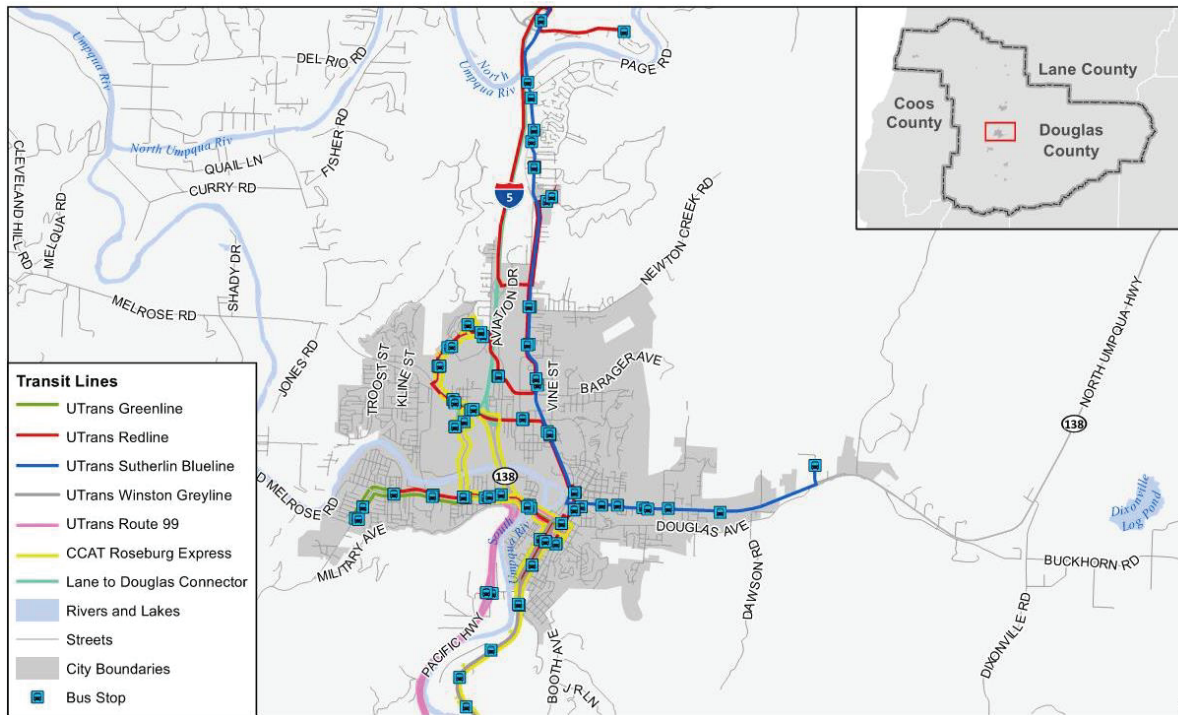 Umpqua Riv
DEL RIO RD
North
Umpqua Riv
PAGE RD
Lane County
Coos
County
Douglas
County
CLEVELAND HILL RD
MELQUA RD
North Umpqua Riv
QUAIL LN
CURRY RD
FISHER RD
5
SHADY DR
MELROSE RD
JONES RD
AVIATION DR
NEWTON CREEK RD
NORTH UMPQUA HWY
TROOST ST
KLINE ST
VINE ST
BARAGER AVE
138
138
D MELROSE RD
MILITARY AVE
South
Umpqua Riv
DOUGLAS AVE
Dixonville
Log Pond
BUCKHORN RD
DAWSON RD
DIXONVILLE RD
PACIFIC HWY
BOOTH AVE
J R LN
Transit Lines
UTrans Greenline
UTrans Redline
UTrans Sutherlin Blueline
UTrans Winston Greyline
UTrans Route 99
CCAT Roseburg Express
Lane to Douglas Connector
Rivers and Lakes
Streets
City Boundaries
Bus Stop